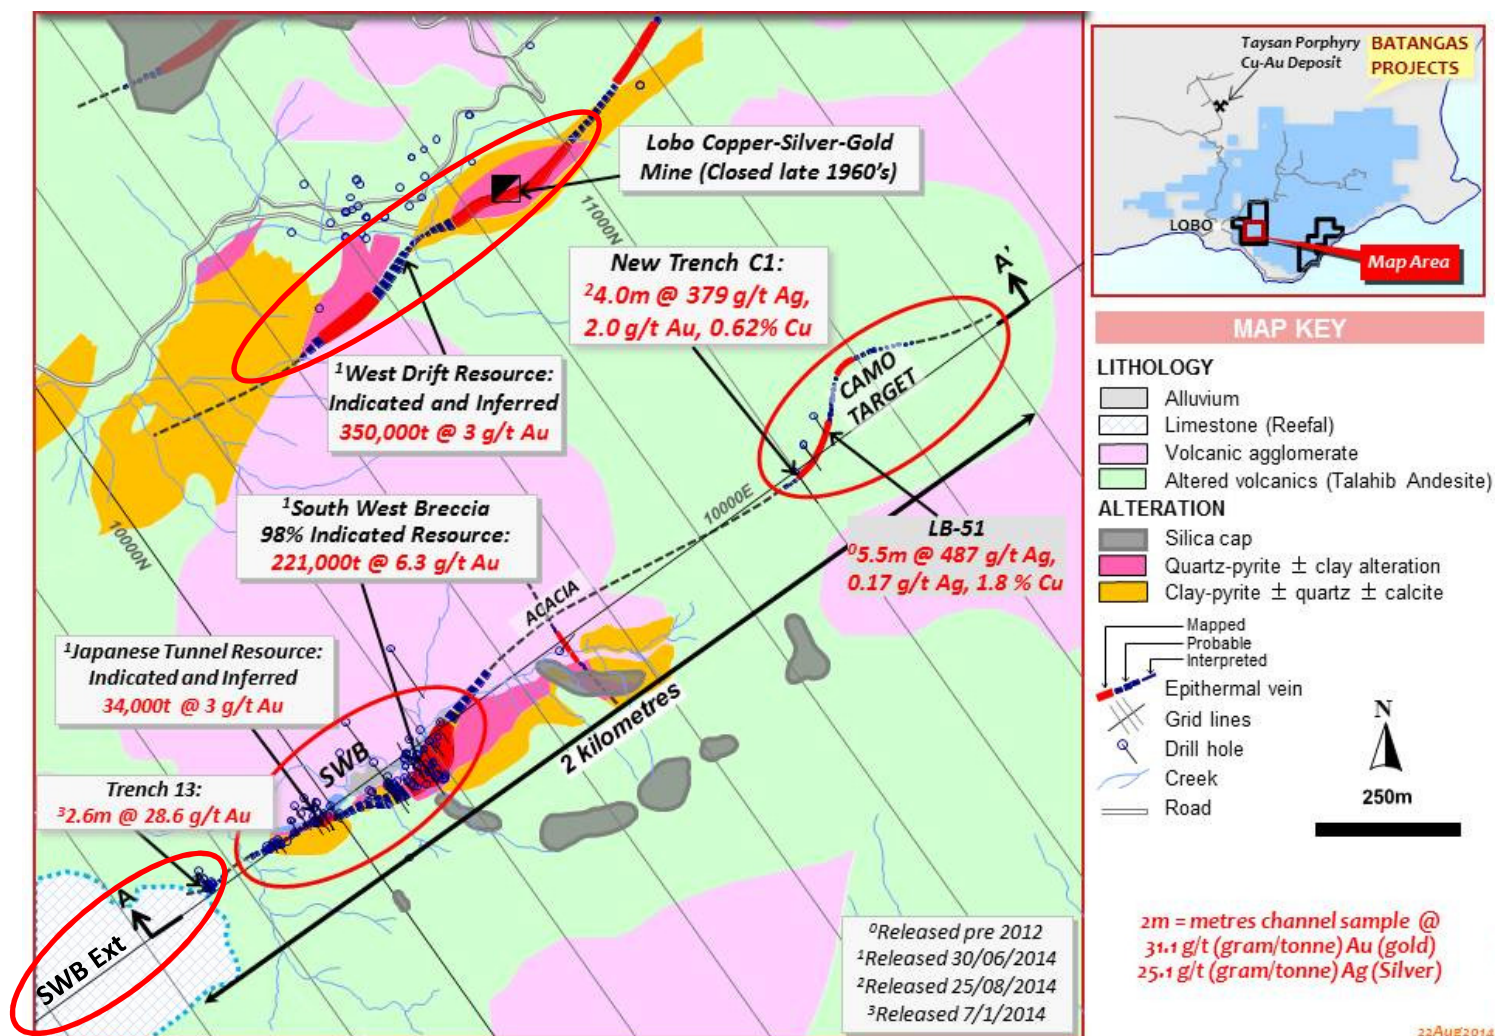 Taysan Porphyry
Cu-Au Deposit
BATANGAS
PROJECTS
LOBO
Map Area
Lobo Copper-Silver-Gold
Mine (Closed late 1960's)
11000N
New Trench C1:
²4.0m @ 379 g/t Ag,
2.0 g/t Au, 0.62% Cu
A'
¹West Drift Resource:
Indicated and Inferred
350,000t @ 3 g/t Au
CAMO
TARGET
10000E
10000N
¹South West Breccia
98% Indicated Resource:
221,000t @ 6.3 g/t Au
LB-51
⁰5.5m @ 487 g/t Ag,
0.17 g/t Ag, 1.8 % Cu
ACACIA
¹Japanese Tunnel Resource:
Indicated and Inferred
34,000t @ 3 g/t Au
SWB
2 kilometres
Trench 13:
³2.6m @ 28.6 g/t Au
A
SWB Ext
⁰Released pre 2012
¹Released 30/06/2014
²Released 25/08/2014
³Released 7/1/2014
MAP KEY
LITHOLOGY
Alluvium
Limestone (Reefal)
Volcanic agglomerate
Altered volcanics (Talahib Andesite)
ALTERATION
Silica cap
Quartz-pyrite ± clay alteration
Clay-pyrite ± quartz ± calcite
Mapped
Probable
Interpreted
Epithermal vein
Grid lines
Drill hole
Creek
Road
N
250m
2m = metres channel sample @
31.1 g/t (gram/tonne) Au (gold)
25.1 g/t (gram/tonne) Ag (Silver)
22Aug2014